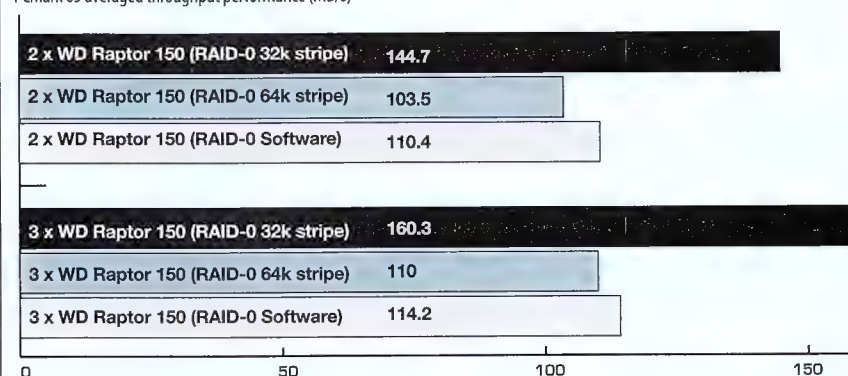 2 x WD Raptor 150 (RAID-0 32k stripe) 144.7
2 x WD Raptor 150 (RAID-0 64k stripe) 103.5
2 x WD Raptor 150 (RAID-0 Software) 110.4
3 x WD Raptor 150 (RAID-0 32k stripe) 160.3
3 x WD Raptor 150 (RAID-0 64k stripe) 110
3 x WD Raptor 150 (RAID-0 Software) 114.2
0 50 100 150